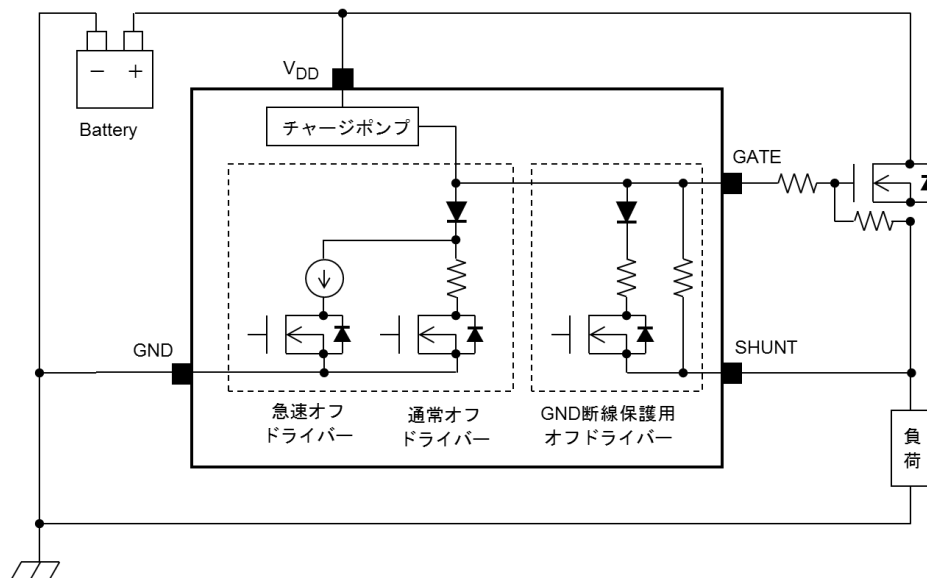 − +
Battery
VDD
チャージポンプ
GATE
GND
SHUNT
急速オフ
ドライバー
通常オフ
ドライバー
GND断線保護用
オフドライバー
負
荷